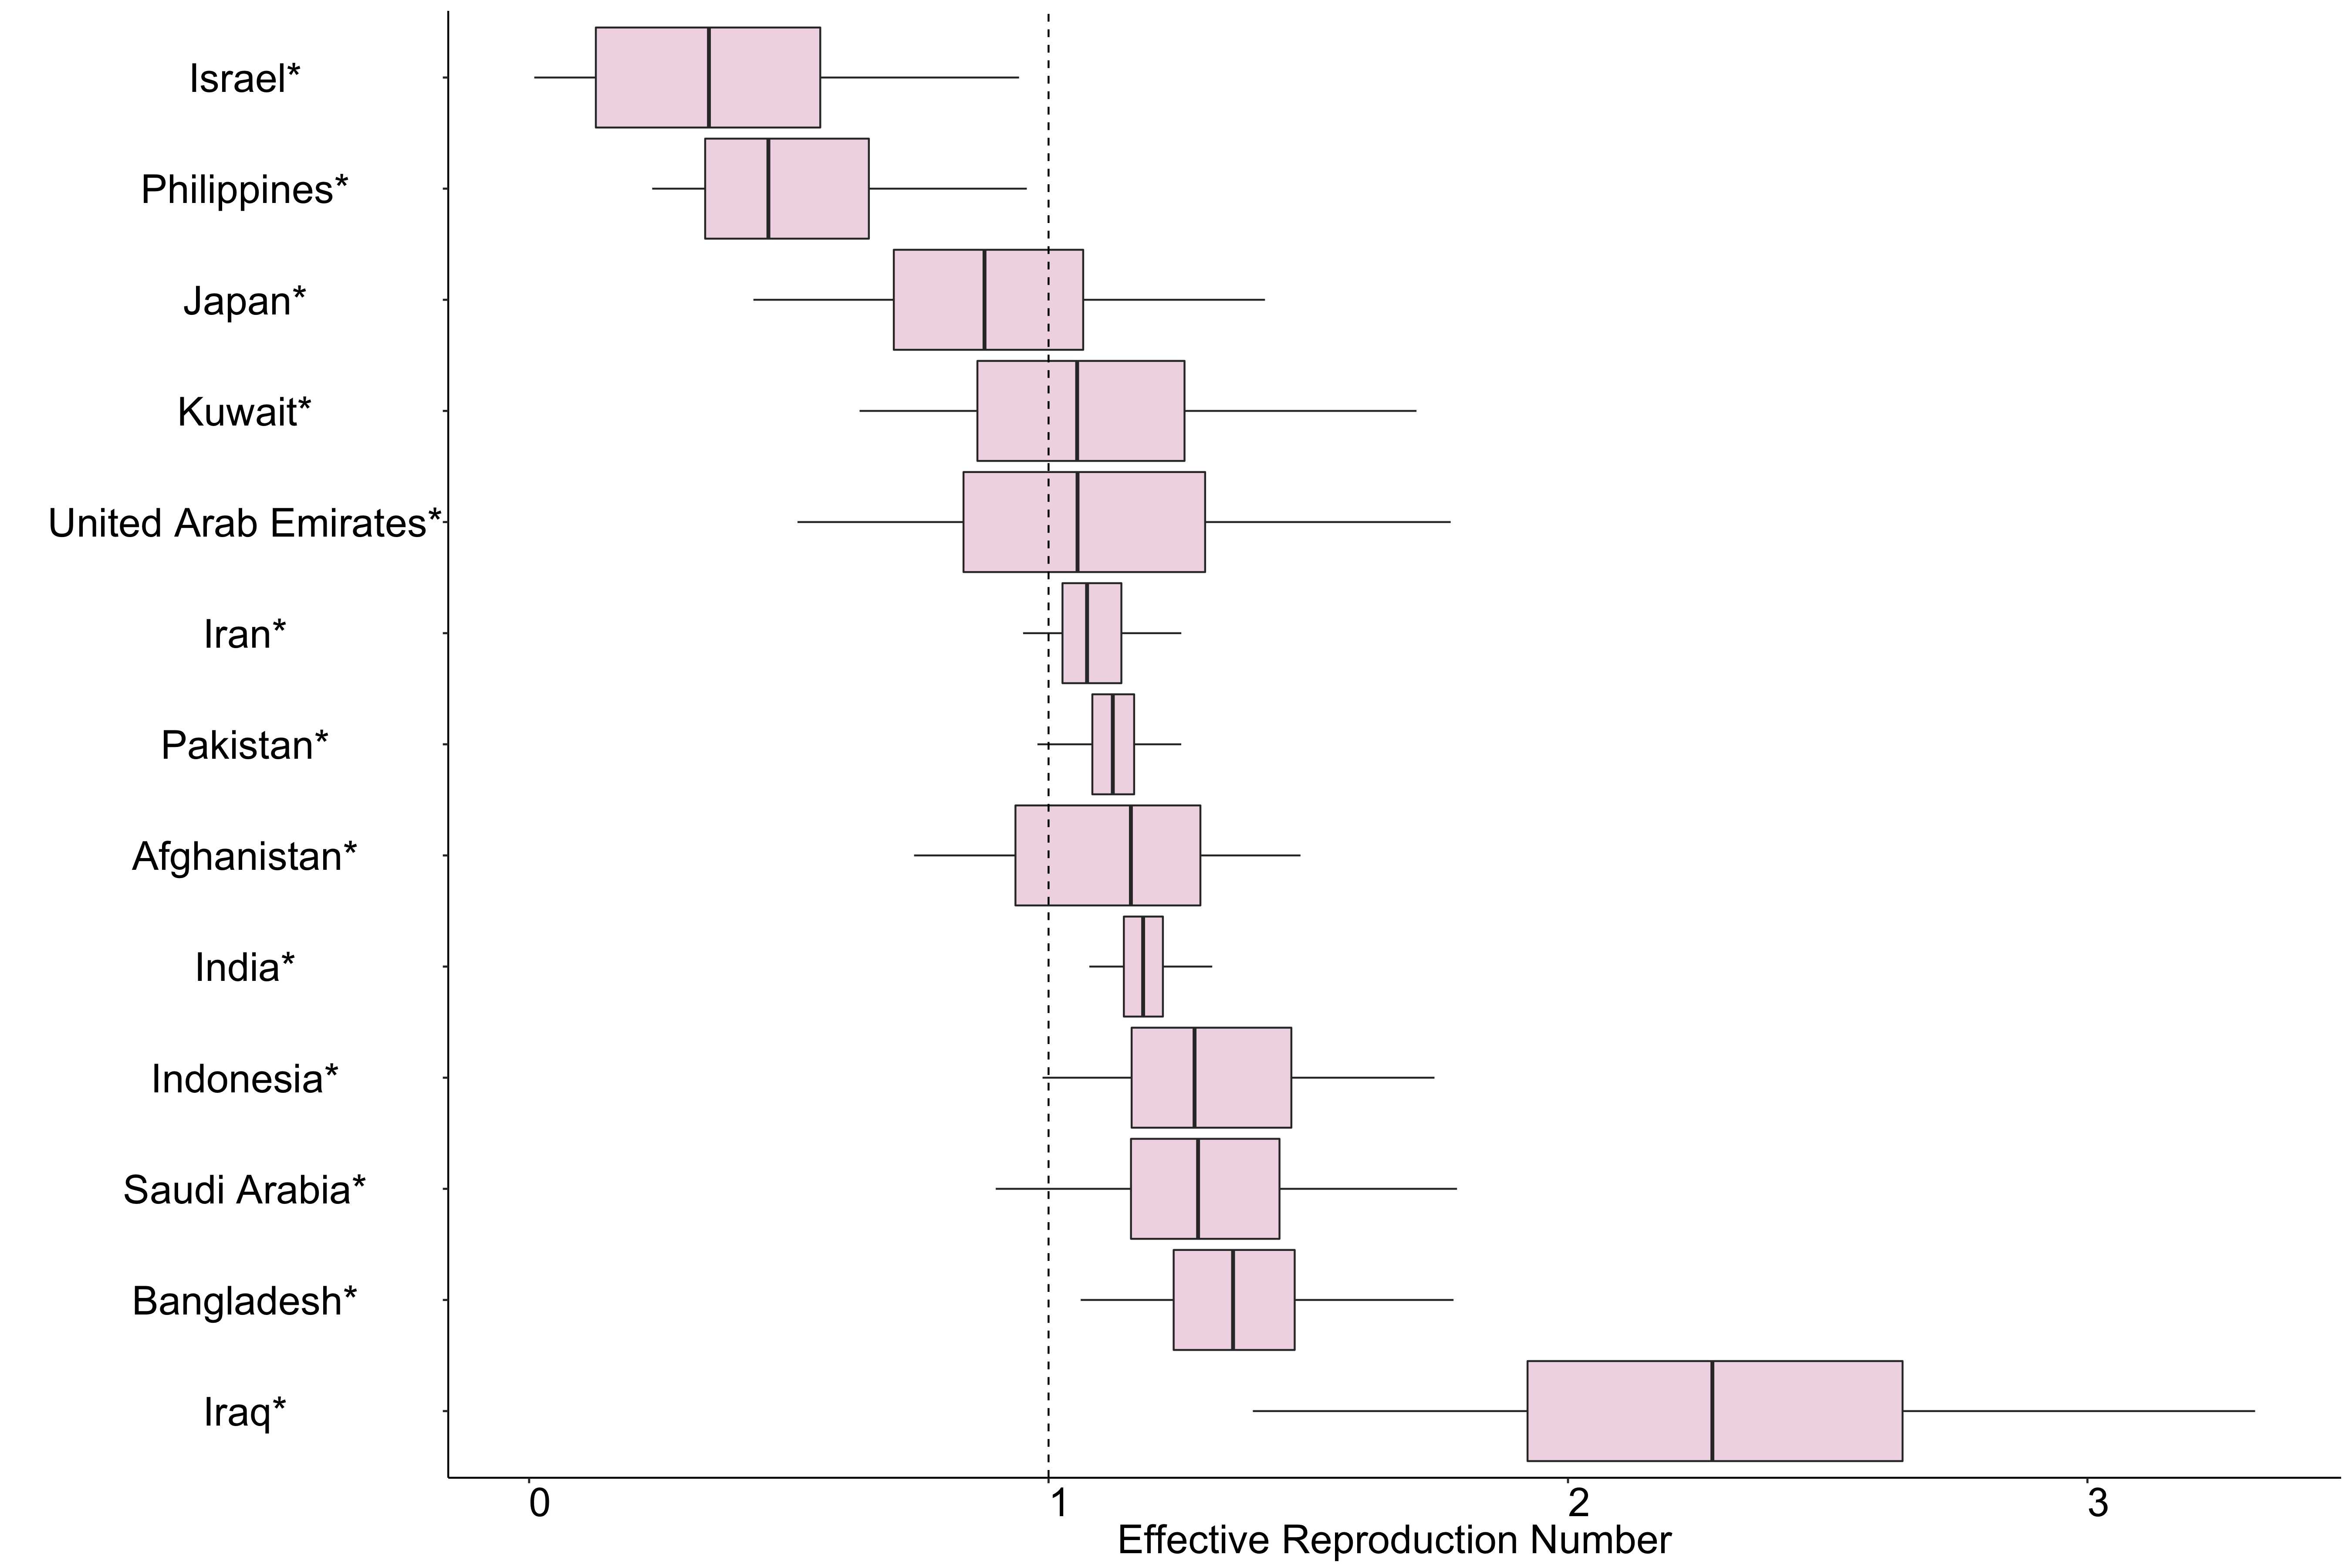 Israel*
Philippines*
Japan*
Kuwait*
United Arab Emirates*
Iran*
Pakistan*
Afghanistan*
India*
Indonesia*
Saudi Arabia*
Bangladesh*
Iraq*
0 1 2 3
Effective Reproduction Number